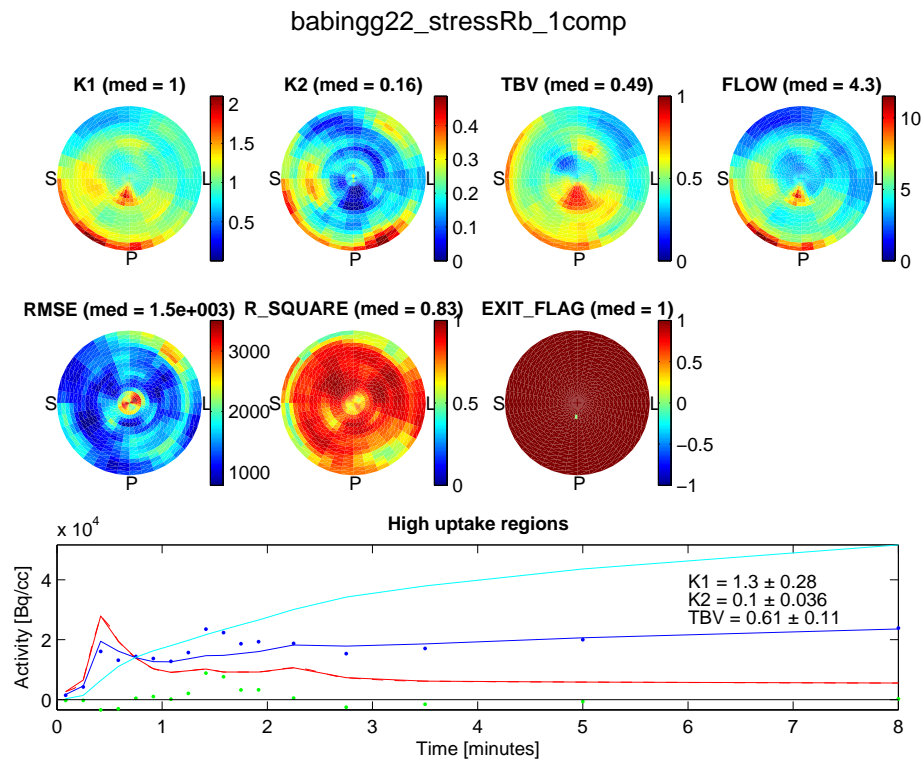 babingg22_stressRb_1comp
K1 (med = 1)
K2 (med = 0.16)
TBV (med = 0.49)
FLOW (med = 4.3)
2
1.5
1
0.5
0.4
0.3
0.2
0.1
0
1
0.5
0
10
5
0
S
L
P
RMSE (med = 1.5e+003)
R_SQUARE (med = 0.83)
EXIT_FLAG (med = 1)
3000
2000
1000
1
0.5
0
1
0.5
0
−0.5
−1
S
L
P
P
P
High uptake regions
x 10^4
Activity [Bq/cc]
4
2
0
K1 = 1.3 ± 0.28
K2 = 0.1 ± 0.036
TBV = 0.61 ± 0.11
0 1 2 3 4 5 6 7 8
Time [minutes]